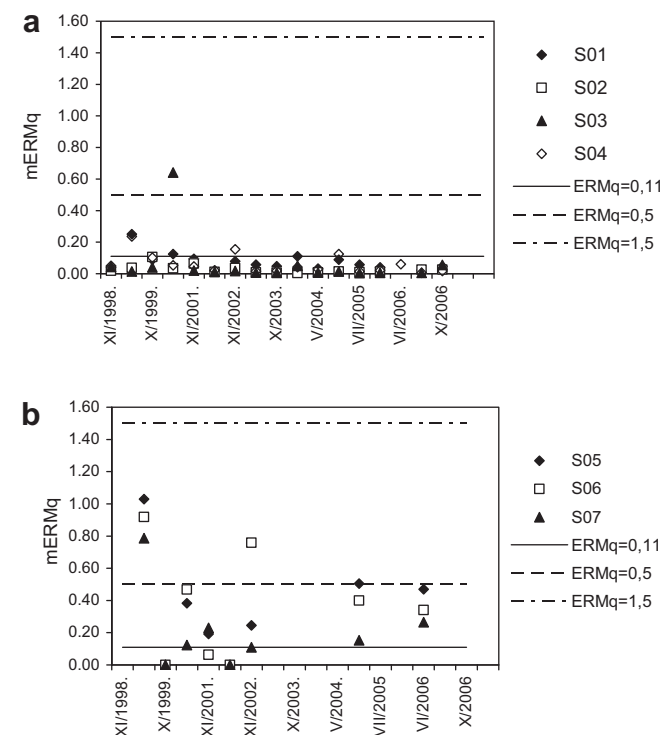 a
1.60
1.40
1.20
1.00
0.80
0.60
0.40
0.20
0.00
mERMq
XI/1998.
X/1999.
XI/2001.
XI/2002.
X/2003.
V/2004.
VII/2005
VI/2006.
X/2006
S01
S02
S03
S04
ERMq=0,11
ERMq=0,5
ERMq=1,5
b
1.60
1.40
1.20
1.00
0.80
0.60
0.40
0.20
0.00
mERMq
XI/1998.
X/1999.
XI/2001.
XI/2002.
X/2003.
V/2004.
VII/2005
VI/2006
X/2006
S05
S06
S07
ERMq=0,11
ERMq=0,5
ERMq=1,5